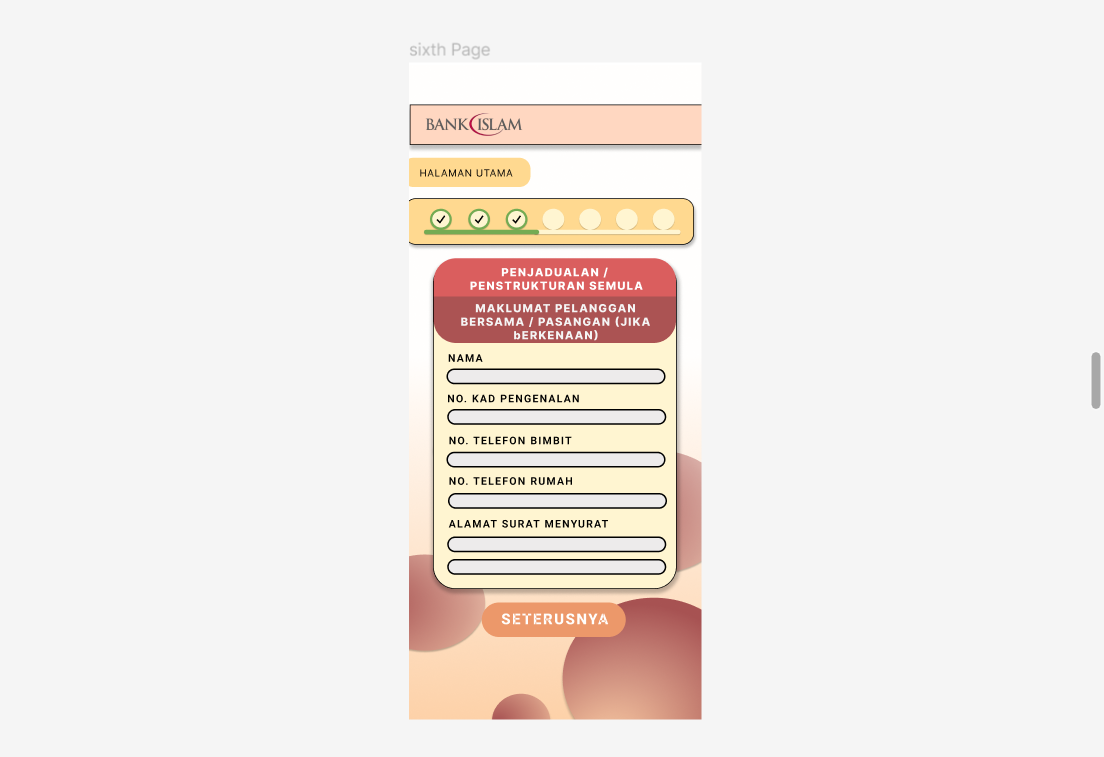 sixth Page
BANK ISLAM
HALAMAN UTAMA
PENJADUALAN /
PENSTRUKTURAN SEMULA
MAKLUMAT PELANGGAN
BERSAMA / PASANGAN (JIKA
bERKENAAN)
NAMA
NO. KAD PENGENALAN
NO. TELEFON BIMBIT
NO. TELEFON RUMAH
ALAMAT SURAT MENYURAT
SETERUSNYA